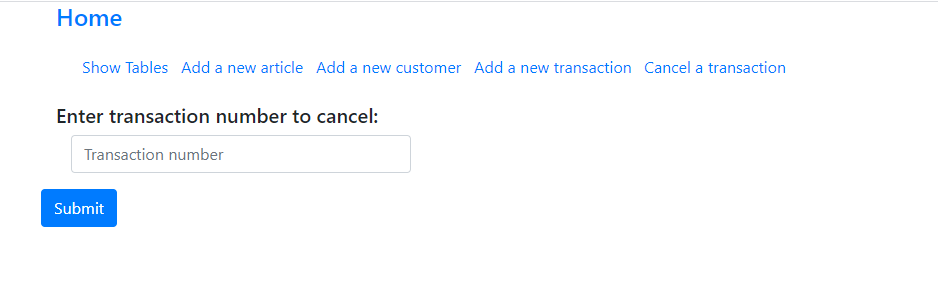 Home
Show Tables Add a new article Add a new customer Add a new transaction Cancel a transaction
Enter transaction number to cancel:
Transaction number
Submit